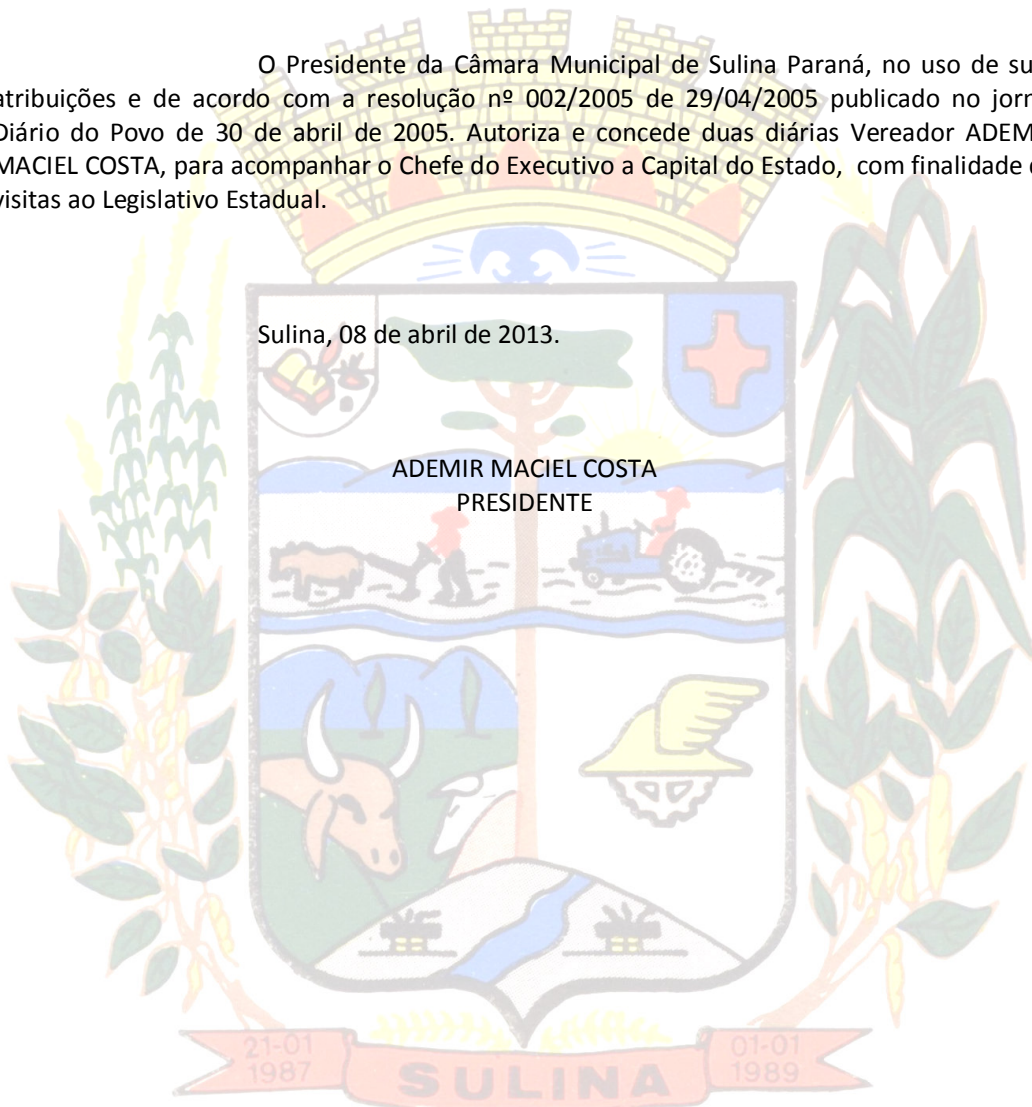 O Presidente da Câmara Municipal de Sulina Paraná, no uso de su
atribuições e de acordo com a resolução nº 002/2005 de 29/04/2005 publicado no jorn
Diário do Povo de 30 de abril de 2005. Autoriza e concede duas diárias Vereador ADEM
MACIEL COSTA, para acompanhar o Chefe do Executivo a Capital do Estado, com finalidade
visitas ao Legislativo Estadual.
Sulina, 08 de abril de 2013.
ADEMIR MACIEL COSTA
PRESIDENTE
21-01
1987
SULINA
01-01
1989